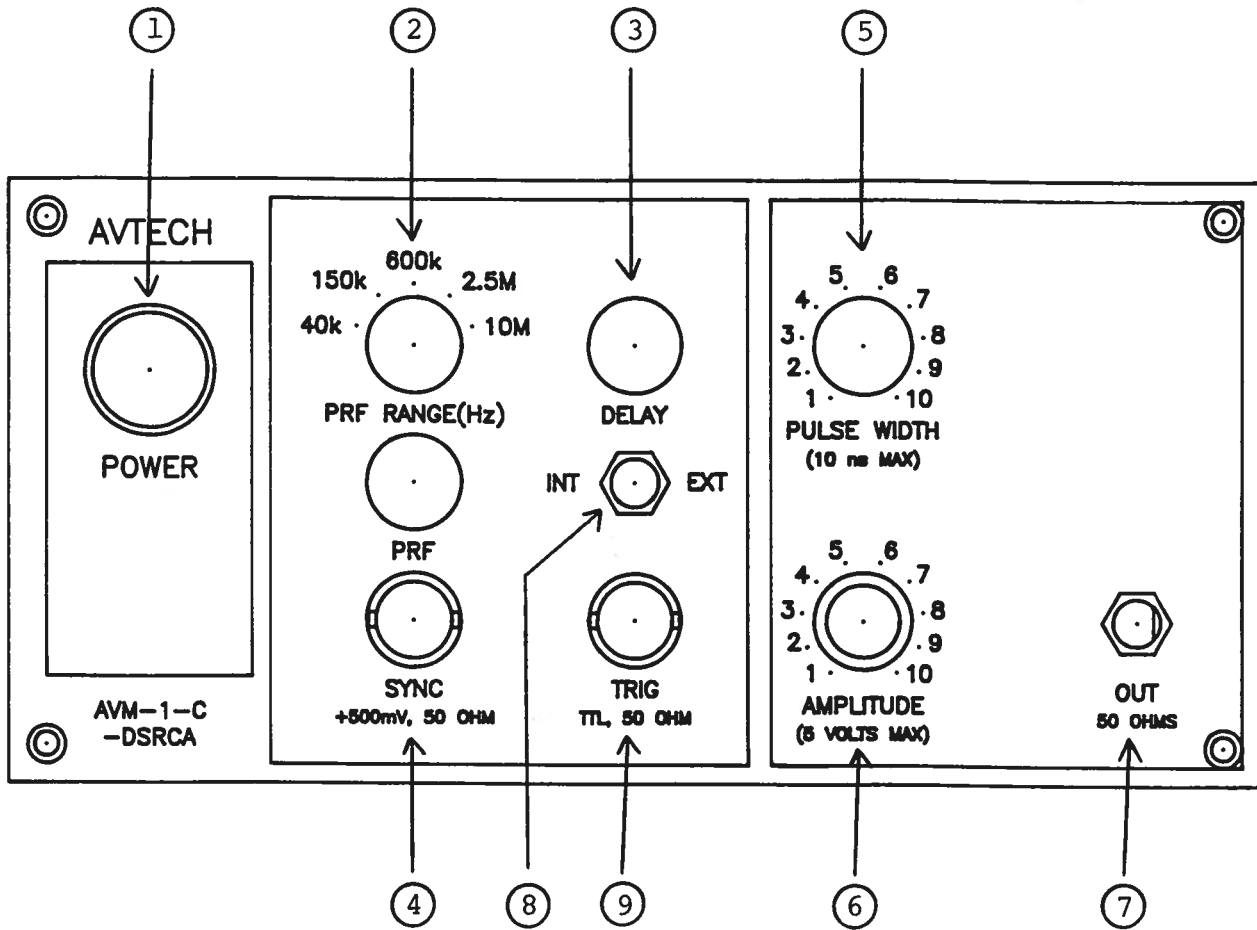 1 2 3 5
AVTECH
POWER
AVM-1-C
-DSRCA
40k 150k 600k 2.5M 10M
PRF RANGE(Hz)
PRF
SYNC
+500mV, 50 OHM
DELAY
INT EXT
TRIG
TTL, 50 OHM
1 2 3 4 5 6 7 8 9 10
PULSE WIDTH
(10 ns MAX)
1 2 3 4 5 6 7 8 9 10
AMPLITUDE
(5 VOLTS MAX)
OUT
50 OHMS
4 8 9 6 7